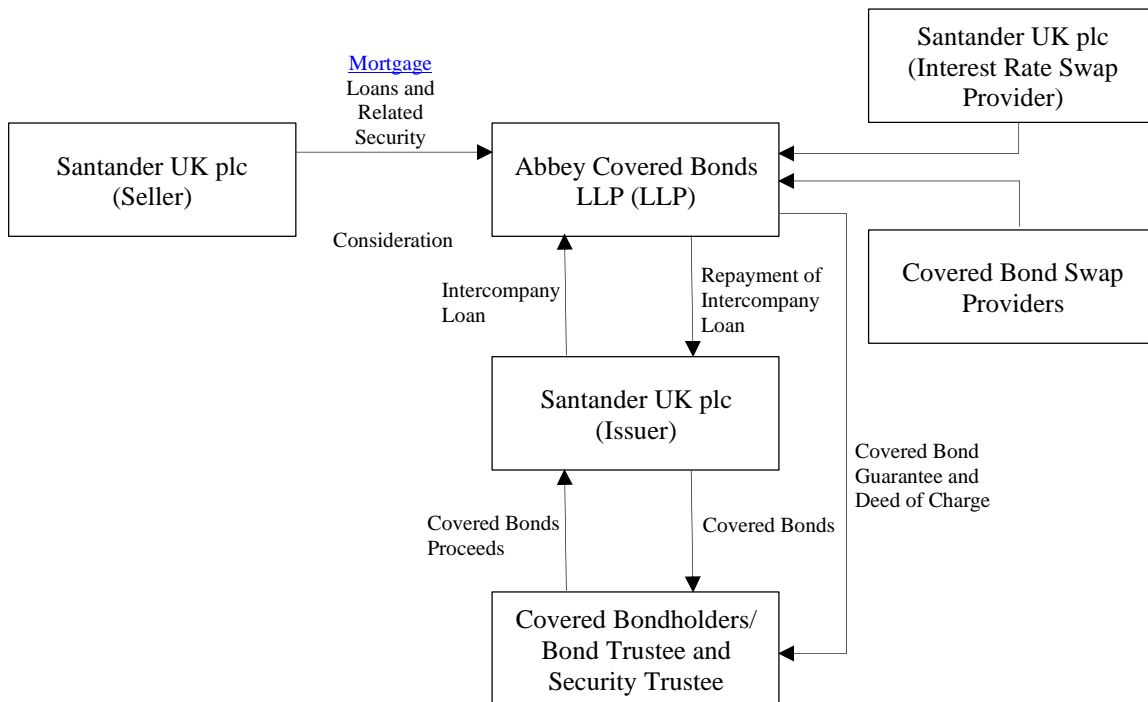 Santander UK plc
(Interest Rate Swap
Provider)
Mortgage
Loans and
Related
Security
Santander UK plc
(Seller)
Abbey Covered Bonds
LLP (LLP)
Consideration
Covered Bond Swap
Providers
Intercompany
Loan
Repayment of
Intercompany
Loan
Santander UK plc
(Issuer)
Covered Bond
Guarantee and
Deed of Charge
Covered Bonds
Proceeds
Covered Bonds
Covered Bondholders/
Bond Trustee and
Security Trustee